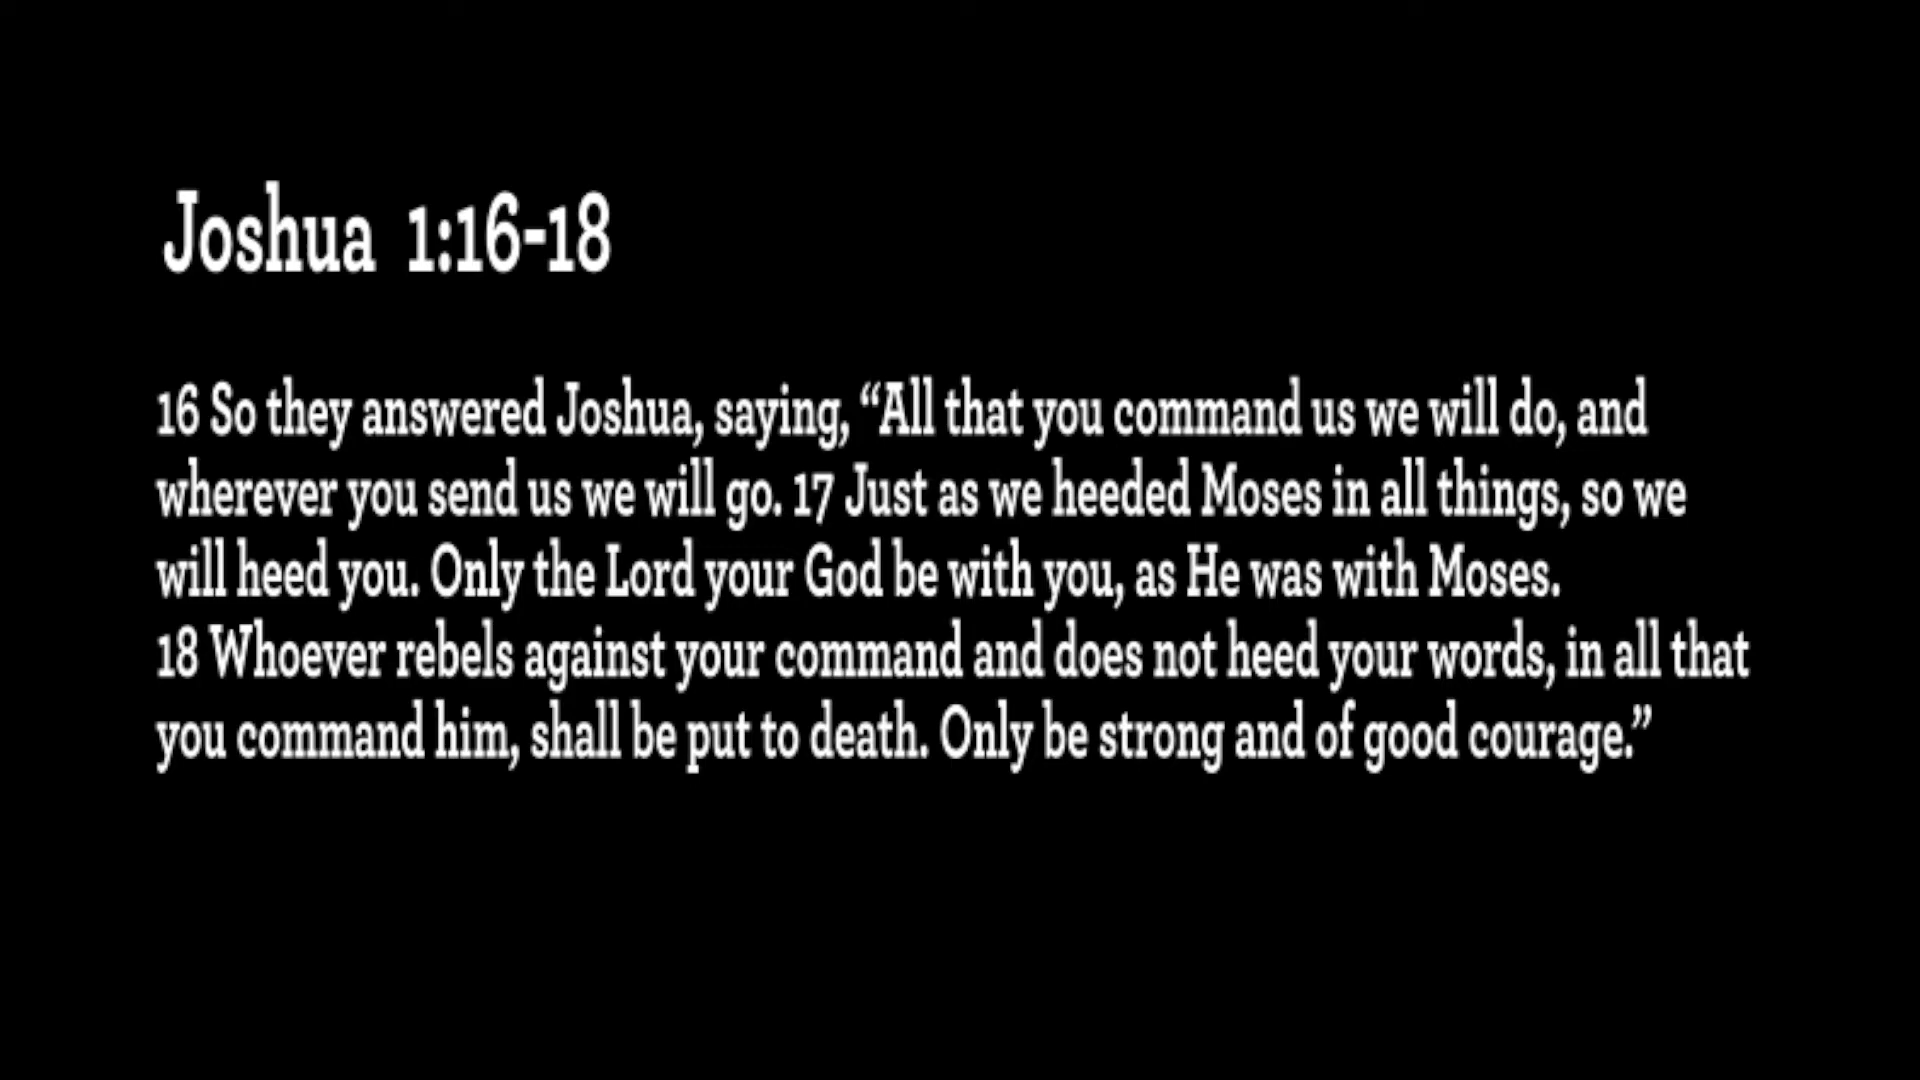 Joshua 1:16-18
16 So they answered Joshua, saying, “All that you command us we will do, and
wherever you send us we will go. 17 Just as we heeded Moses in all things, so we
will heed you. Only the Lord your God be with you, as He was with Moses.
18 Whoever rebels against your command and does not heed your words, in all that
you command him, shall be put to death. Only be strong and of good courage.”